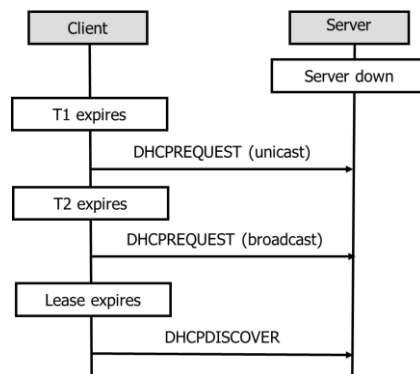 Client
Server
Server down
T1 expires
DHCPREQUEST (unicast)
T2 expires
DHCPREQUEST (broadcast)
Lease expires
DHCPDISCOVER